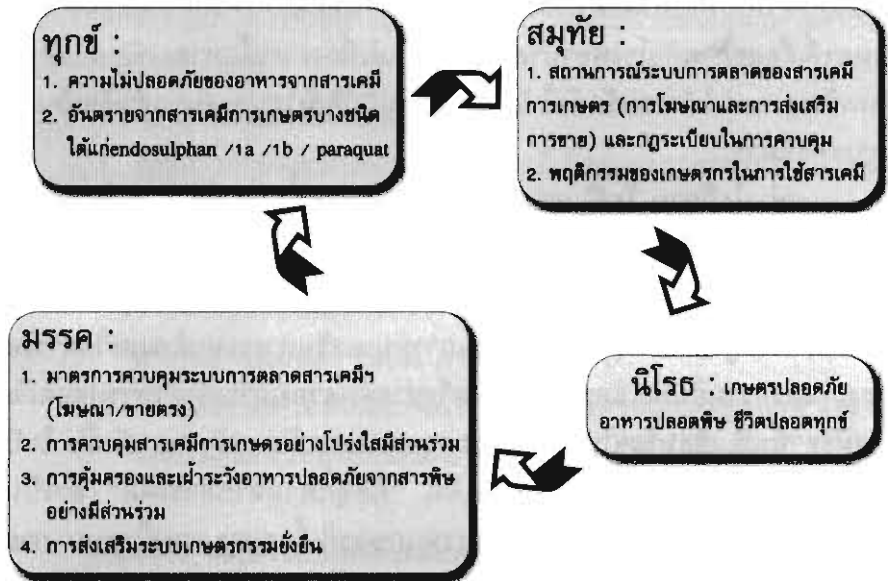 ทุกข์ :
1. ความไม่ปลอดภัยของอาหารจากสารเคมี
2. อันตรายจากสารเคมีการเกษตรบางชนิด
ได้แก่endosulphan /1a /1b / paraquat
สมุทัย :
1. สถานการณ์ระบบการตลาดของสารเคมี
การเกษตร (การโฆษณาและการส่งเสริม
การขาย) และกฎระเบียบในการควบคุม
2. พฤติกรรมของเกษตรกรในการใช้สารเคมี
นิโรธ : เกษตรปลอดภัย
อาหารปลอดพิษ ชีวิตปลอดทุกข์
มรรค :
1. มาตรการควบคุมระบบการตลาดสารเคมีฯ
(โฆษณา/ขายตรง)
2. การควบคุมสารเคมีการเกษตรอย่างโปร่งใสมีส่วนร่วม
3. การคุ้มครองและเฝ้าระวังอาหารปลอดภัยจากสารพิษ
อย่างมีส่วนร่วม
4. การส่งเสริมระบบเกษตรกรรมยั่งยืน